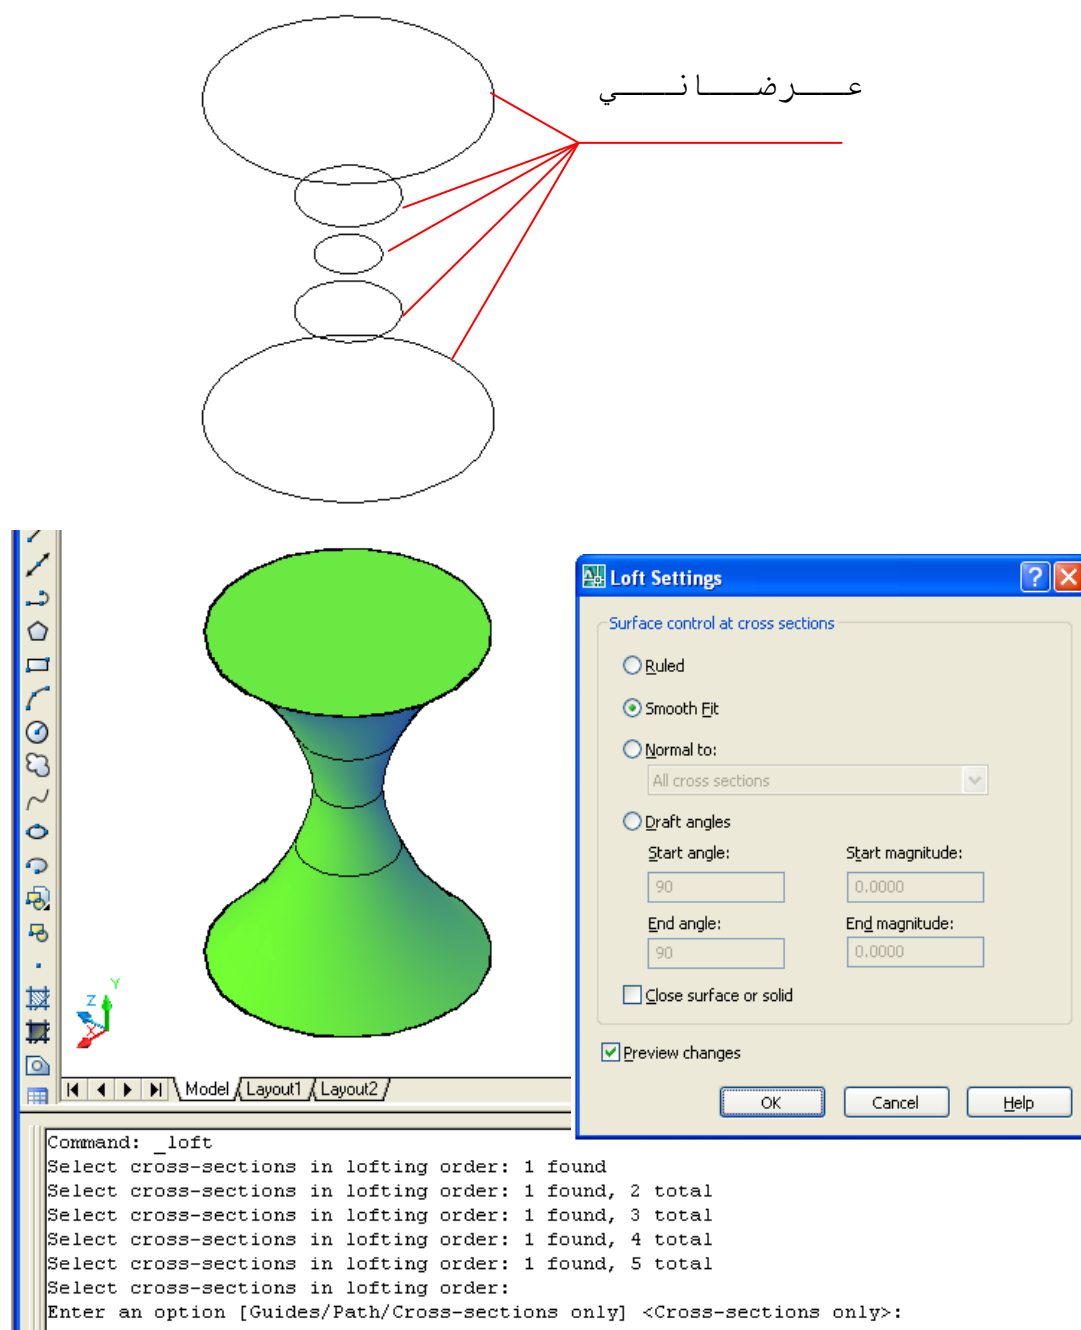 عرضاني
Loft Settings
Surface control at cross sections
Ruled
Smooth Fit
Normal to:
All cross sections
Draft angles
Start angle: Start magnitude:
90 0.0000
End angle: End magnitude:
90 0.0000
Close surface or solid
Preview changes
OK Cancel Help
Y
Z
X
Model Layout1 Layout2
Command: _loft
Select cross-sections in lofting order: 1 found
Select cross-sections in lofting order: 1 found, 2 total
Select cross-sections in lofting order: 1 found, 3 total
Select cross-sections in lofting order: 1 found, 4 total
Select cross-sections in lofting order: 1 found, 5 total
Select cross-sections in lofting order:
Enter an option [Guides/Path/Cross-sections only] <Cross-sections only>: